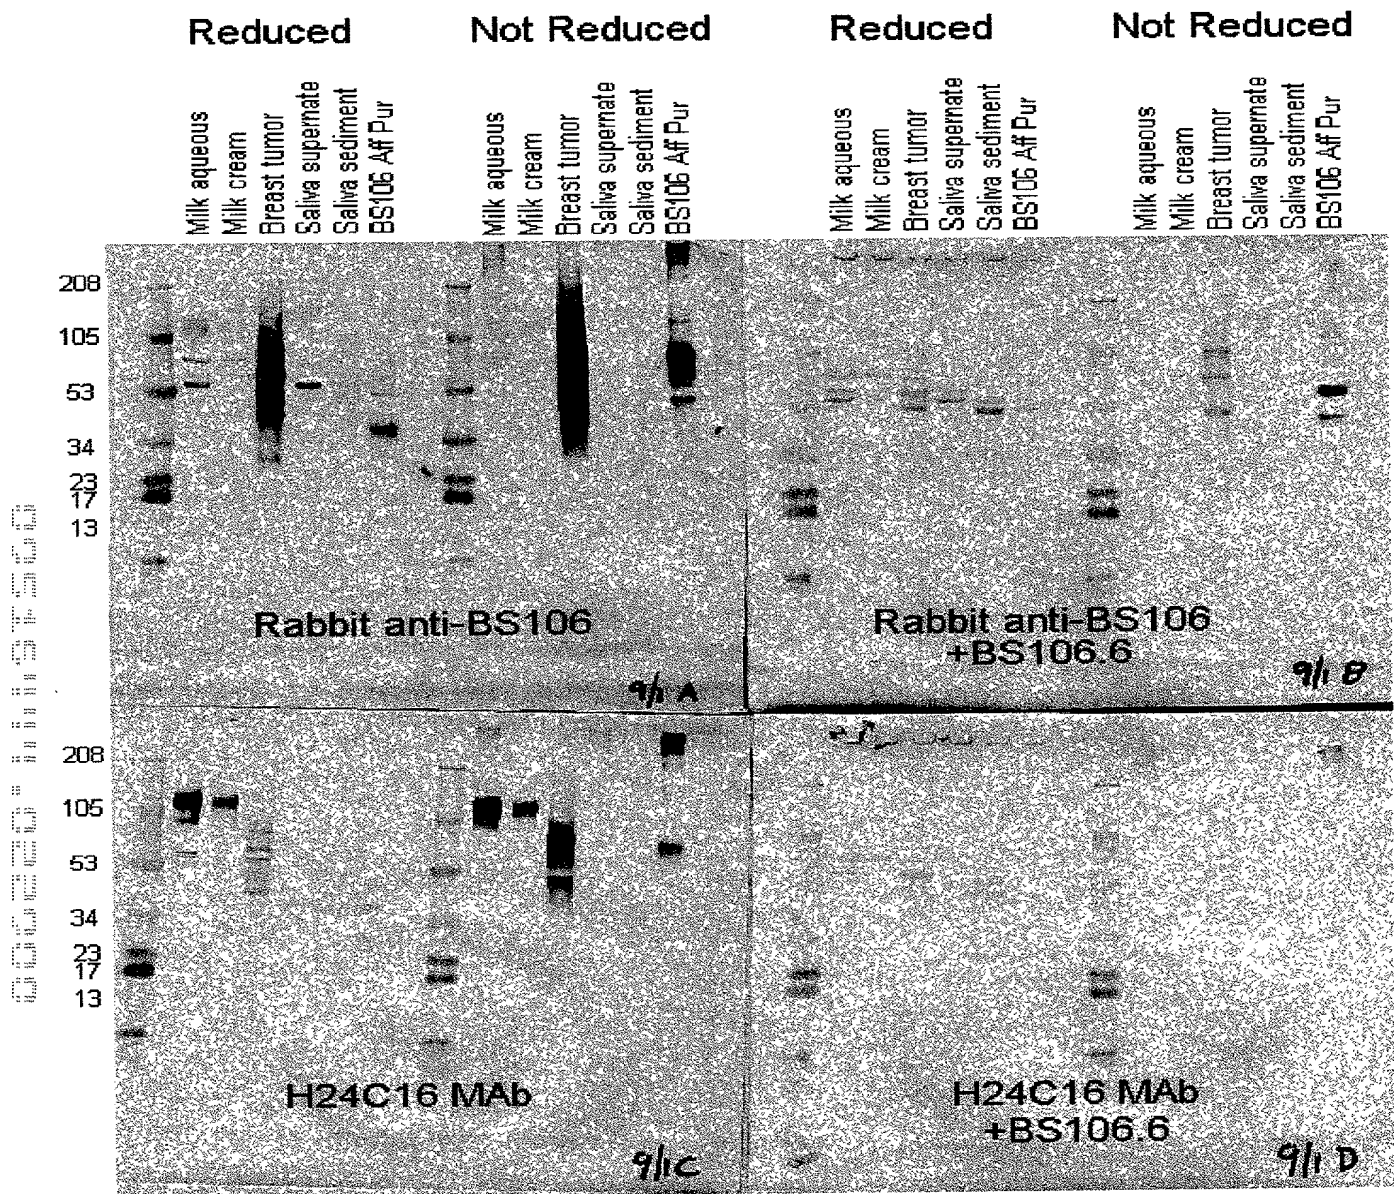 Reduced
Not Reduced
Reduced
Not Reduced
Milk aqueous
Milk cream
Breast tumor
Saliva supernate
Saliva sediment
BS106 Aff Pur
Milk aqueous
Milk cream
Breast tumor
Saliva supernate
Saliva sediment
BS106 Aff Pur
Milk aqueous
Milk cream
Breast tumor
Saliva supernate
Saliva sediment
BS106 Aff Pur
Milk aqueous
Milk cream
Breast tumor
Saliva supernate
Saliva sediment
BS106 Aff Pur
208
105
53
34
23
17
13
Rabbit anti-BS106
9/1 A
Rabbit anti-BS106
+BS106.6
9/1 B
208
105
53
34
23
17
13
H24C16 MAb
9/1 C
H24C16 MAb
+BS106.6
9/1 D